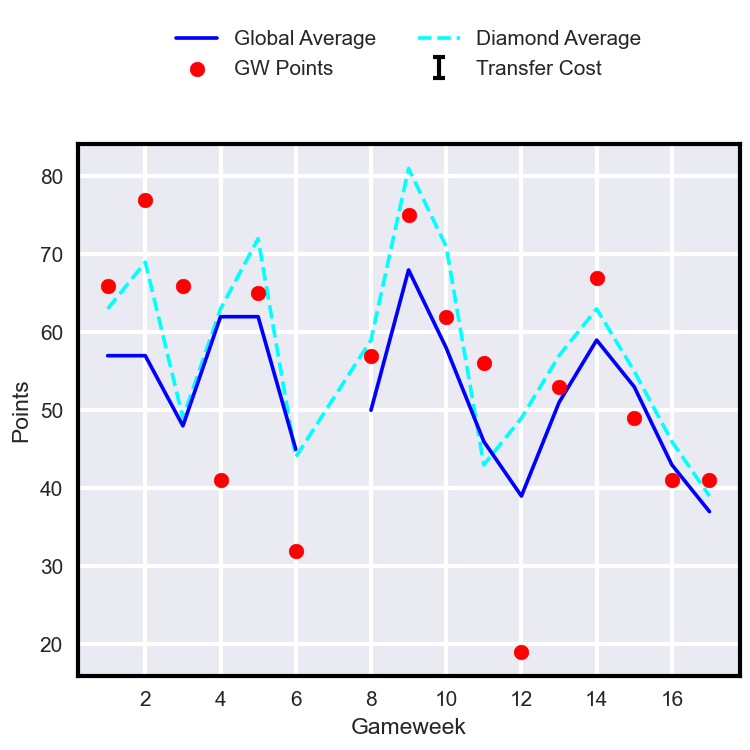 Global Average
GW Points
Diamond Average
Transfer Cost
80
70
60
50
40
30
20
Points
2 4 6 8 10 12 14 16
Gameweek